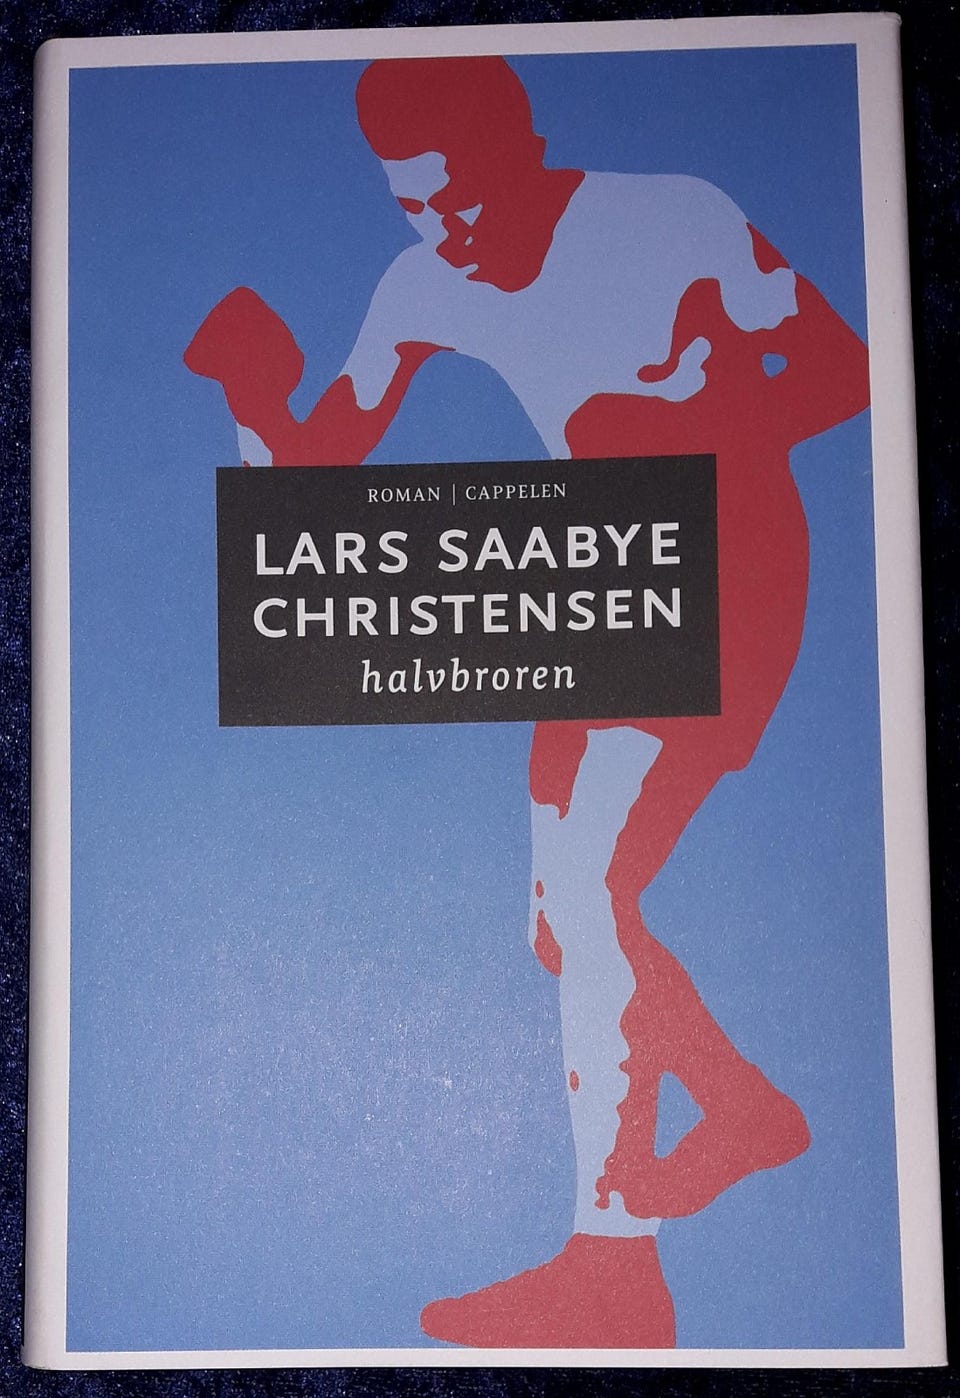 ROMAN | CAPPELEN
LARS SAABYE
CHRISTENSEN
halvbroren